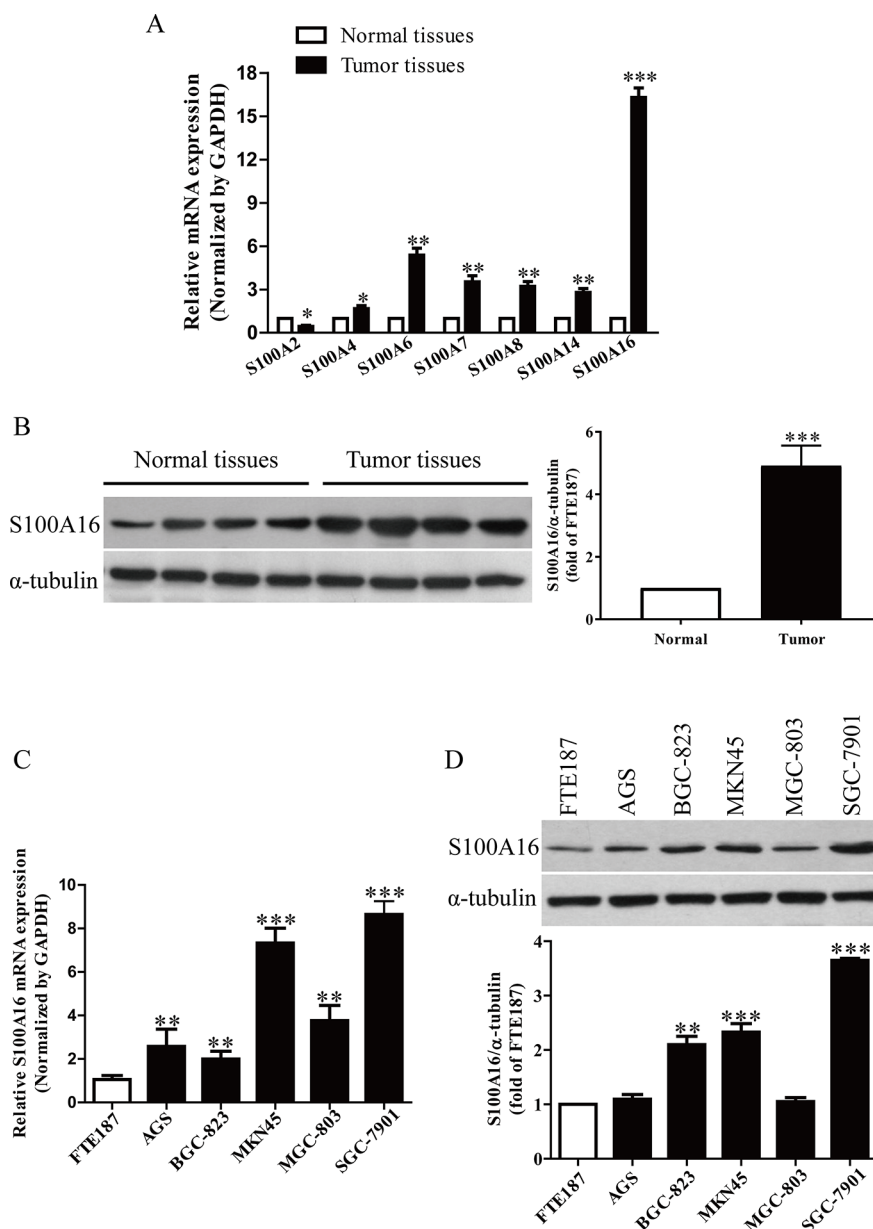 A
Normal tissues
Tumor tissues
Relative mRNA expression
(Normalized by GAPDH)
18
15
12
9
6
3
0
*
*
**
**
**
**
***
S100A2
S100A4
S100A6
S100A7
S100A8
S100A14
S100A16
B
Normal tissues
Tumor tissues
S100A16
α-tubulin
S100A16/α-tubulin
(fold of FTE187)
6
4
2
0
***
Normal
Tumor
C
Relative S100A16 mRNA expression
(Normalized by GAPDH)
10
8
6
4
2
0
**
**
***
**
***
FTE187
AGS
BGC-823
MKN45
MGC-803
SGC-7901
D
FTE187
AGS
BGC-823
MKN45
MGC-803
SGC-7901
S100A16
α-tubulin
S100A16/α-tubulin
(fold of FTE187)
4
3
2
1
0
**
***
***
FTE187
AGS
BGC-823
MKN45
MGC-803
SGC-7901